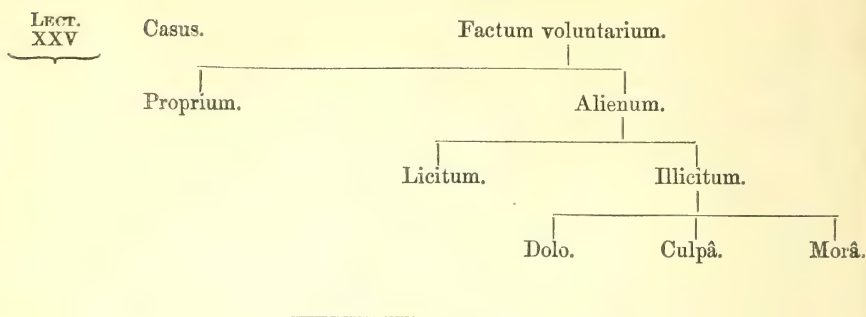 LECT.
XXV
Casus. Factum voluntarium.
Proprium. Alienum.
Licitum. Illicitum.
Dolo. Culpâ. Morâ.